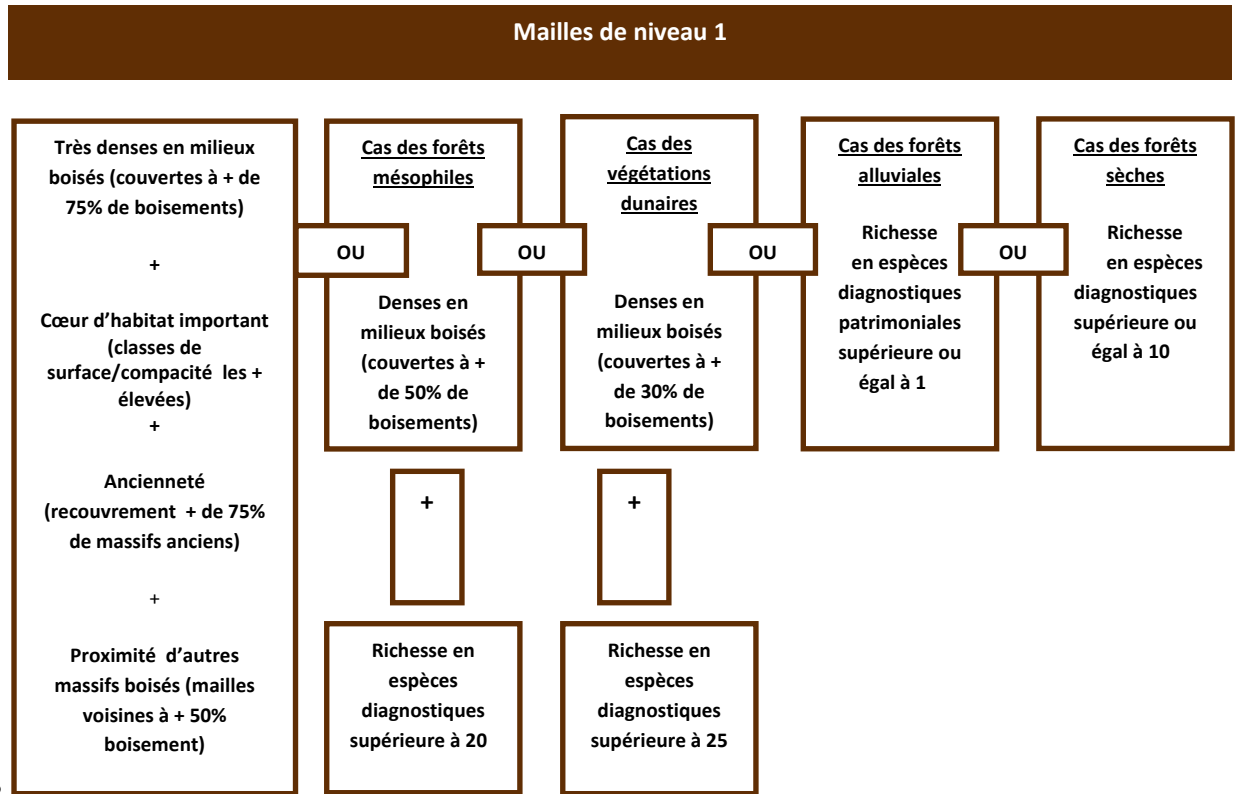 Mailles de niveau 1
Très denses en milieux
boisés (couvertes à + de
75% de boisements)
+
Cœur d’habitat important
(classes de
surface/compacité les +
élevées)
+
Ancienneté
(recouvrement + de 75%
de massifs anciens)
+
Proximité d’autres
massifs boisés (mailles
voisines à + 50%
boisement)
OU
Cas des forêts
mésophiles
Denses en
milieux boisés
(couvertes à +
de 50% de
boisements)
+
Richesse en
espèces
diagnostiques
supérieure à 20
OU
Cas des
végétations
dunaires
Denses en
milieux boisés
(couvertes à +
de 30% de
boisements)
+
Richesse en
espèces
diagnostiques
supérieure à 25
OU
Cas des forêts
alluviales
Richesse
en espèces
diagnostiques
patrimoniales
supérieure ou
égal à 1
OU
Cas des forêts
sèches
Richesse
en espèces
diagnostiques
supérieure ou
égal à 10